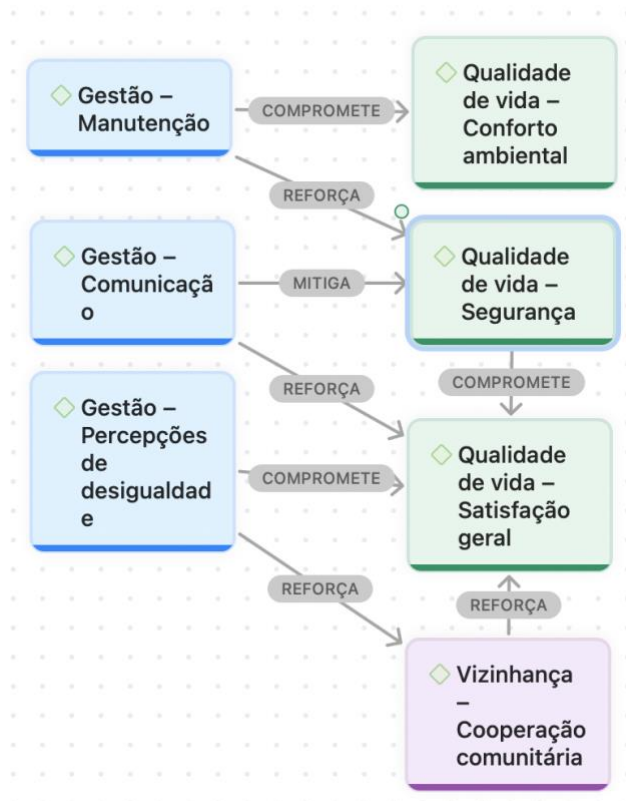 Gestão –
Manutenção
COMPROMETE
Qualidade
de vida –
Conforto
ambiental
REFORÇA
Gestão –
Comunicaçã
o
MITIGA
Qualidade
de vida –
Segurança
REFORÇA
COMPROMETE
Gestão –
Percepções
de
desigualdad
e
COMPROMETE
Qualidade
de vida –
Satisfação
geral
REFORÇA
REFORÇA
Vizinhança
–
Cooperação
comunitária